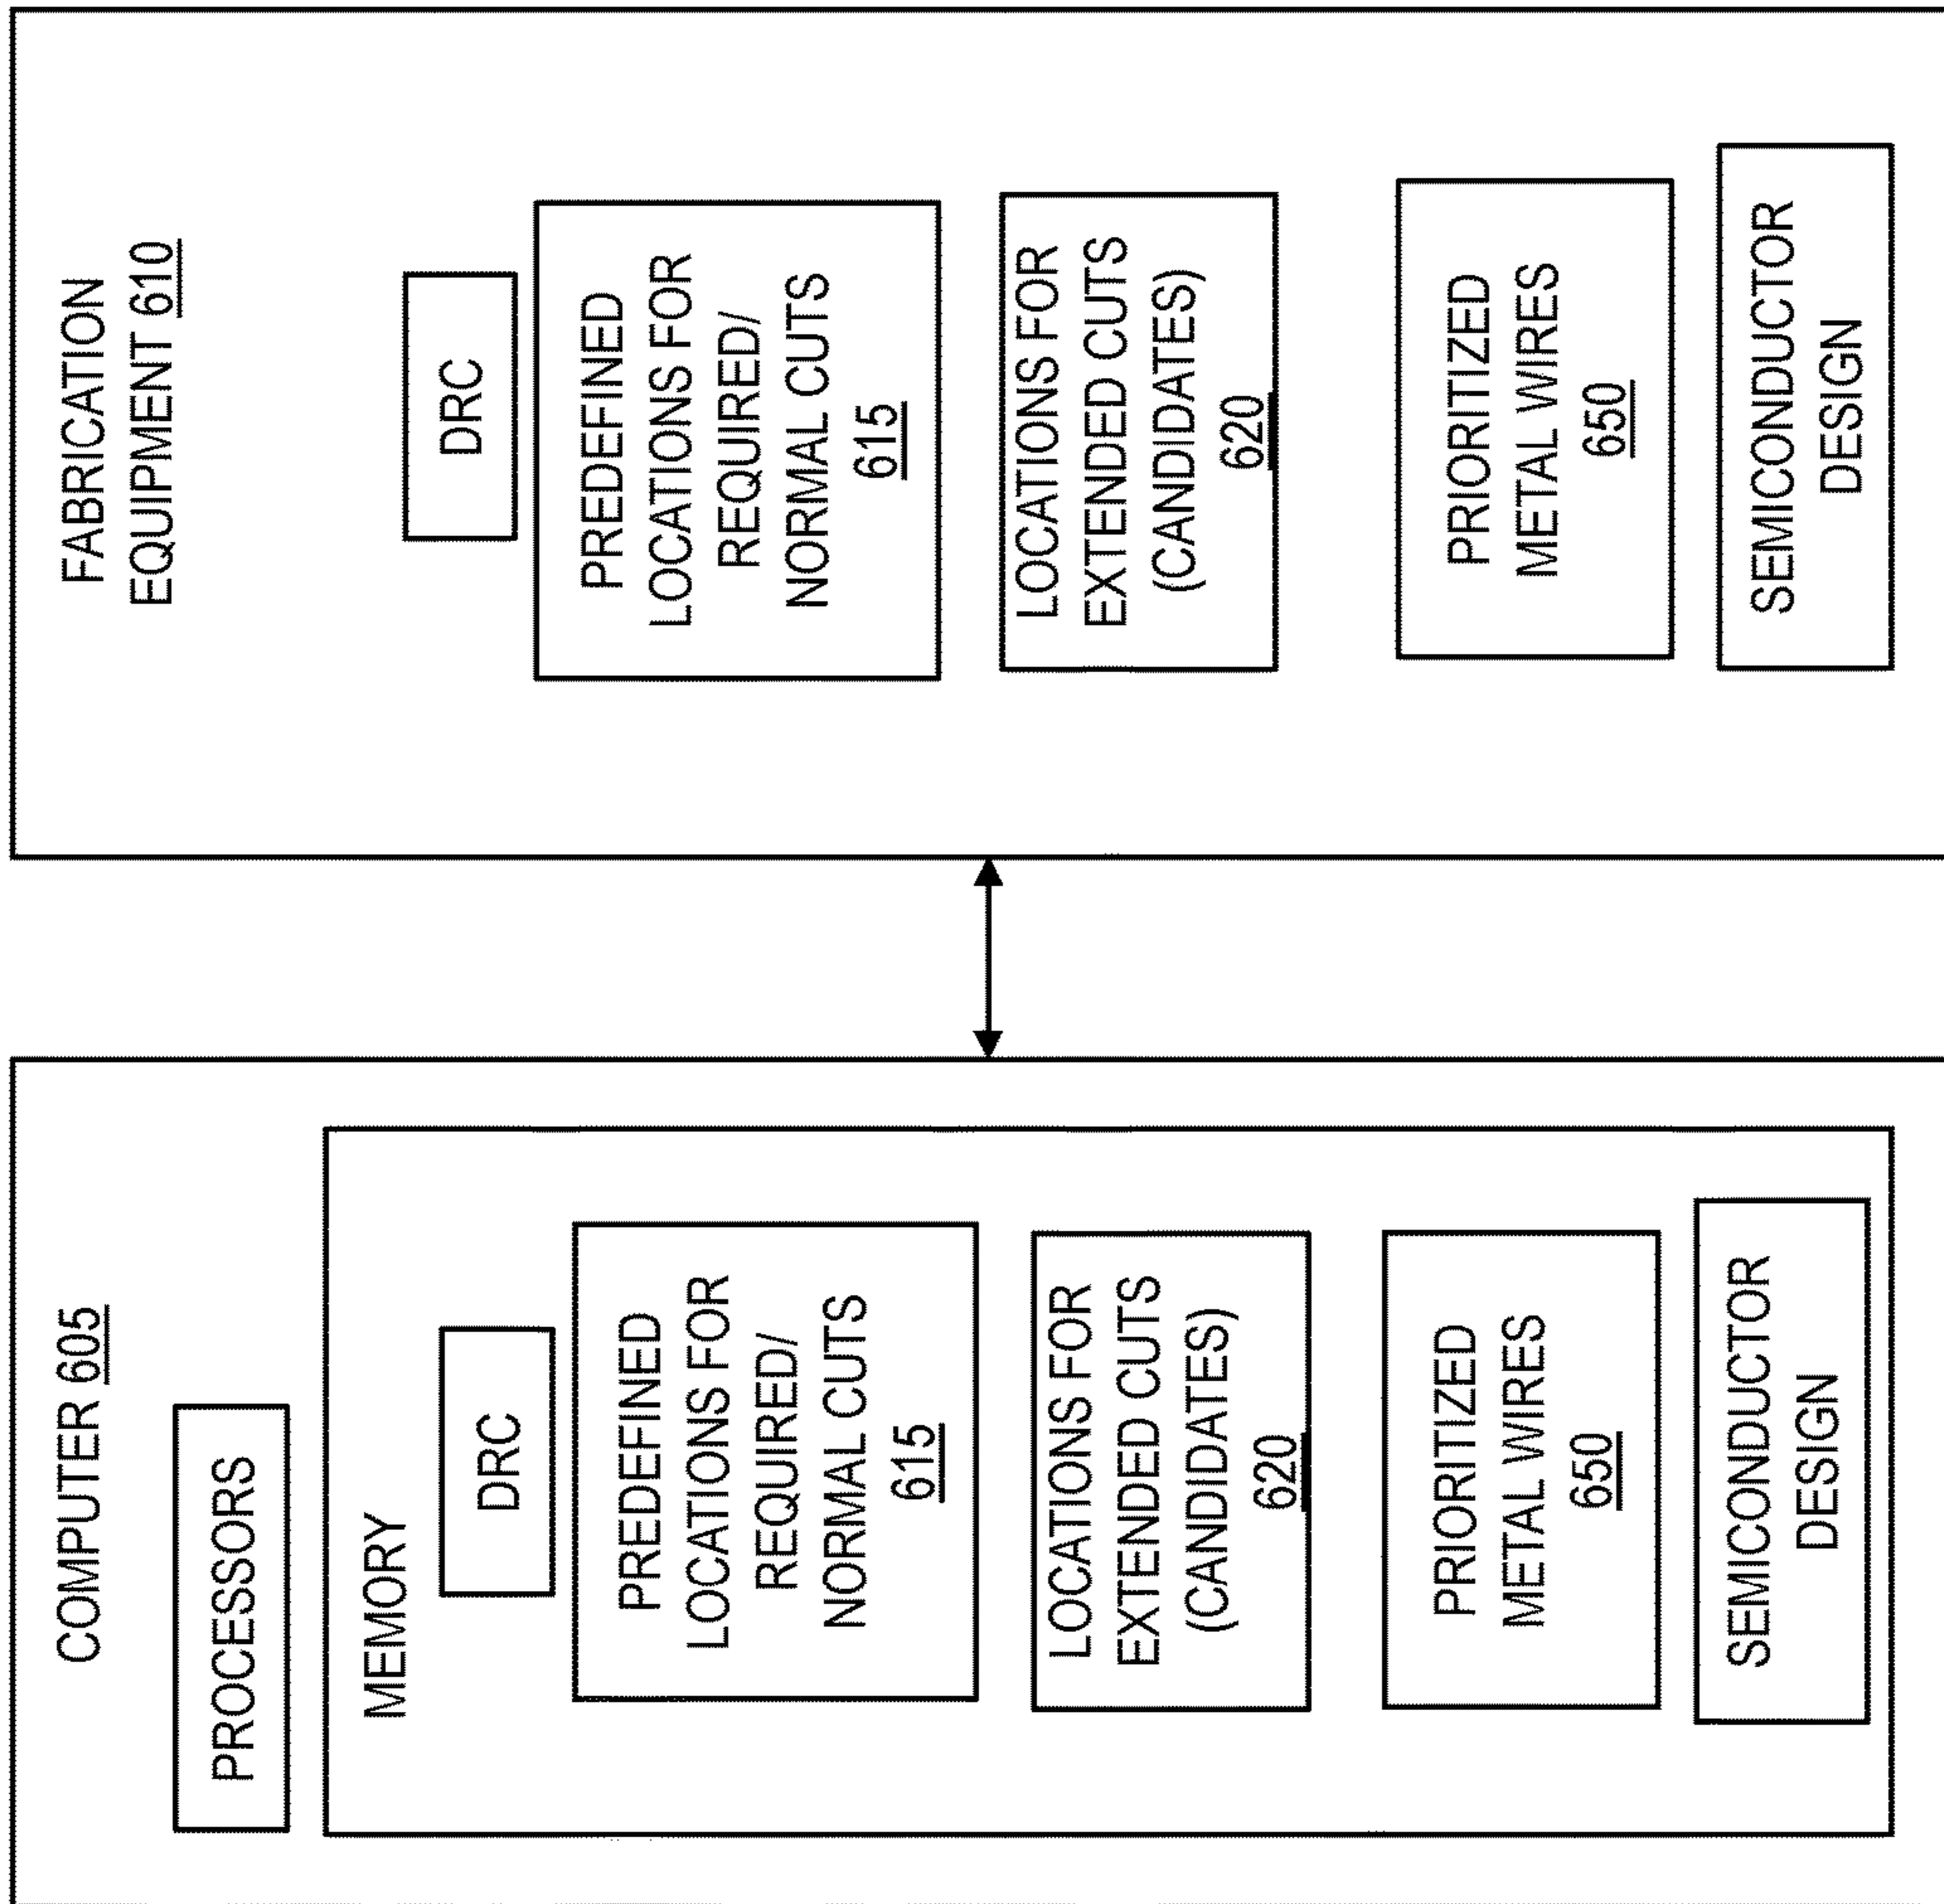 COMPUTER 605
PROCESSORS
MEMORY
DRC
PREDEFINED
LOCATIONS FOR
REQUIRED/
NORMAL CUTS
615
LOCATIONS FOR
EXTENDED CUTS
(CANDIDATES)
620
PRIORITIZED
METAL WIRES
650
SEMICONDUCTOR
DESIGN
FABRICATION
EQUIPMENT 610
DRC
PREDEFINED
LOCATIONS FOR
REQUIRED/
NORMAL CUTS
615
LOCATIONS FOR
EXTENDED CUTS
(CANDIDATES)
620
PRIORITIZED
METAL WIRES
650
SEMICONDUCTOR
DESIGN